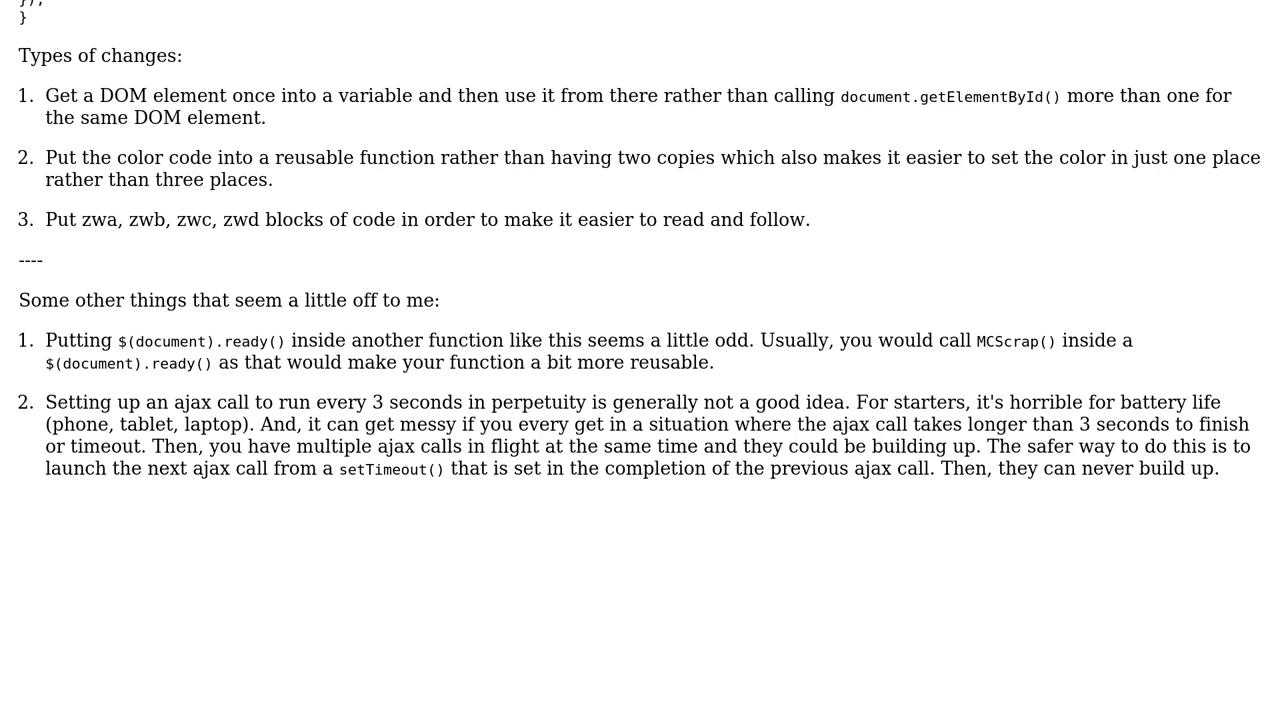 });
}
Types of changes:
1. Get a DOM element once into a variable and then use it from there rather than calling document.getElementById() more than one for
the same DOM element.
2. Put the color code into a reusable function rather than having two copies which also makes it easier to set the color in just one place
rather than three places.
3. Put zwa, zwb, zwc, zwd blocks of code in order to make it easier to read and follow.
----
Some other things that seem a little off to me:
1. Putting $(document).ready() inside another function like this seems a little odd. Usually, you would call MCScrap() inside a
$(document).ready() as that would make your function a bit more reusable.
2. Setting up an ajax call to run every 3 seconds in perpetuity is generally not a good idea. For starters, it's horrible for battery life
(phone, tablet, laptop). And, it can get messy if you every get in a situation where the ajax call takes longer than 3 seconds to finish
or timeout. Then, you have multiple ajax calls in flight at the same time and they could be building up. The safer way to do this is to
launch the next ajax call from a setTimeout() that is set in the completion of the previous ajax call. Then, they can never build up.